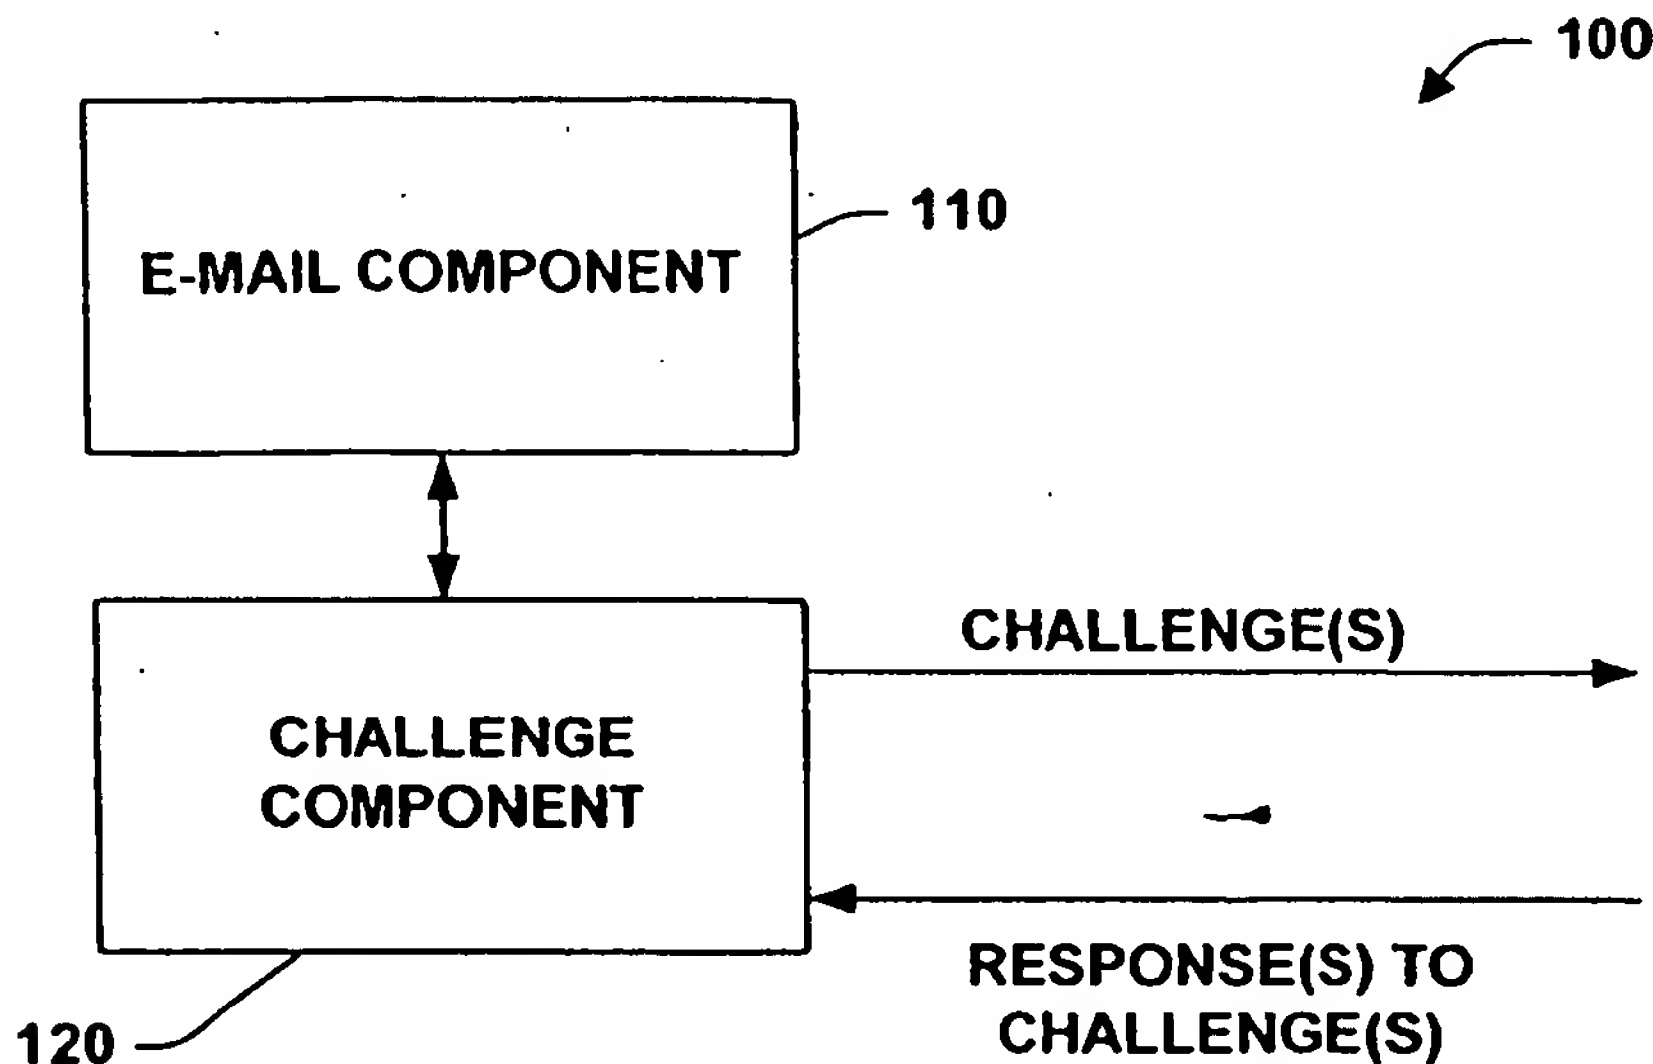 100
110
E-MAIL COMPONENT
CHALLENGE(S)
CHALLENGE
COMPONENT
RESPONSE(S) TO
CHALLENGE(S)
120